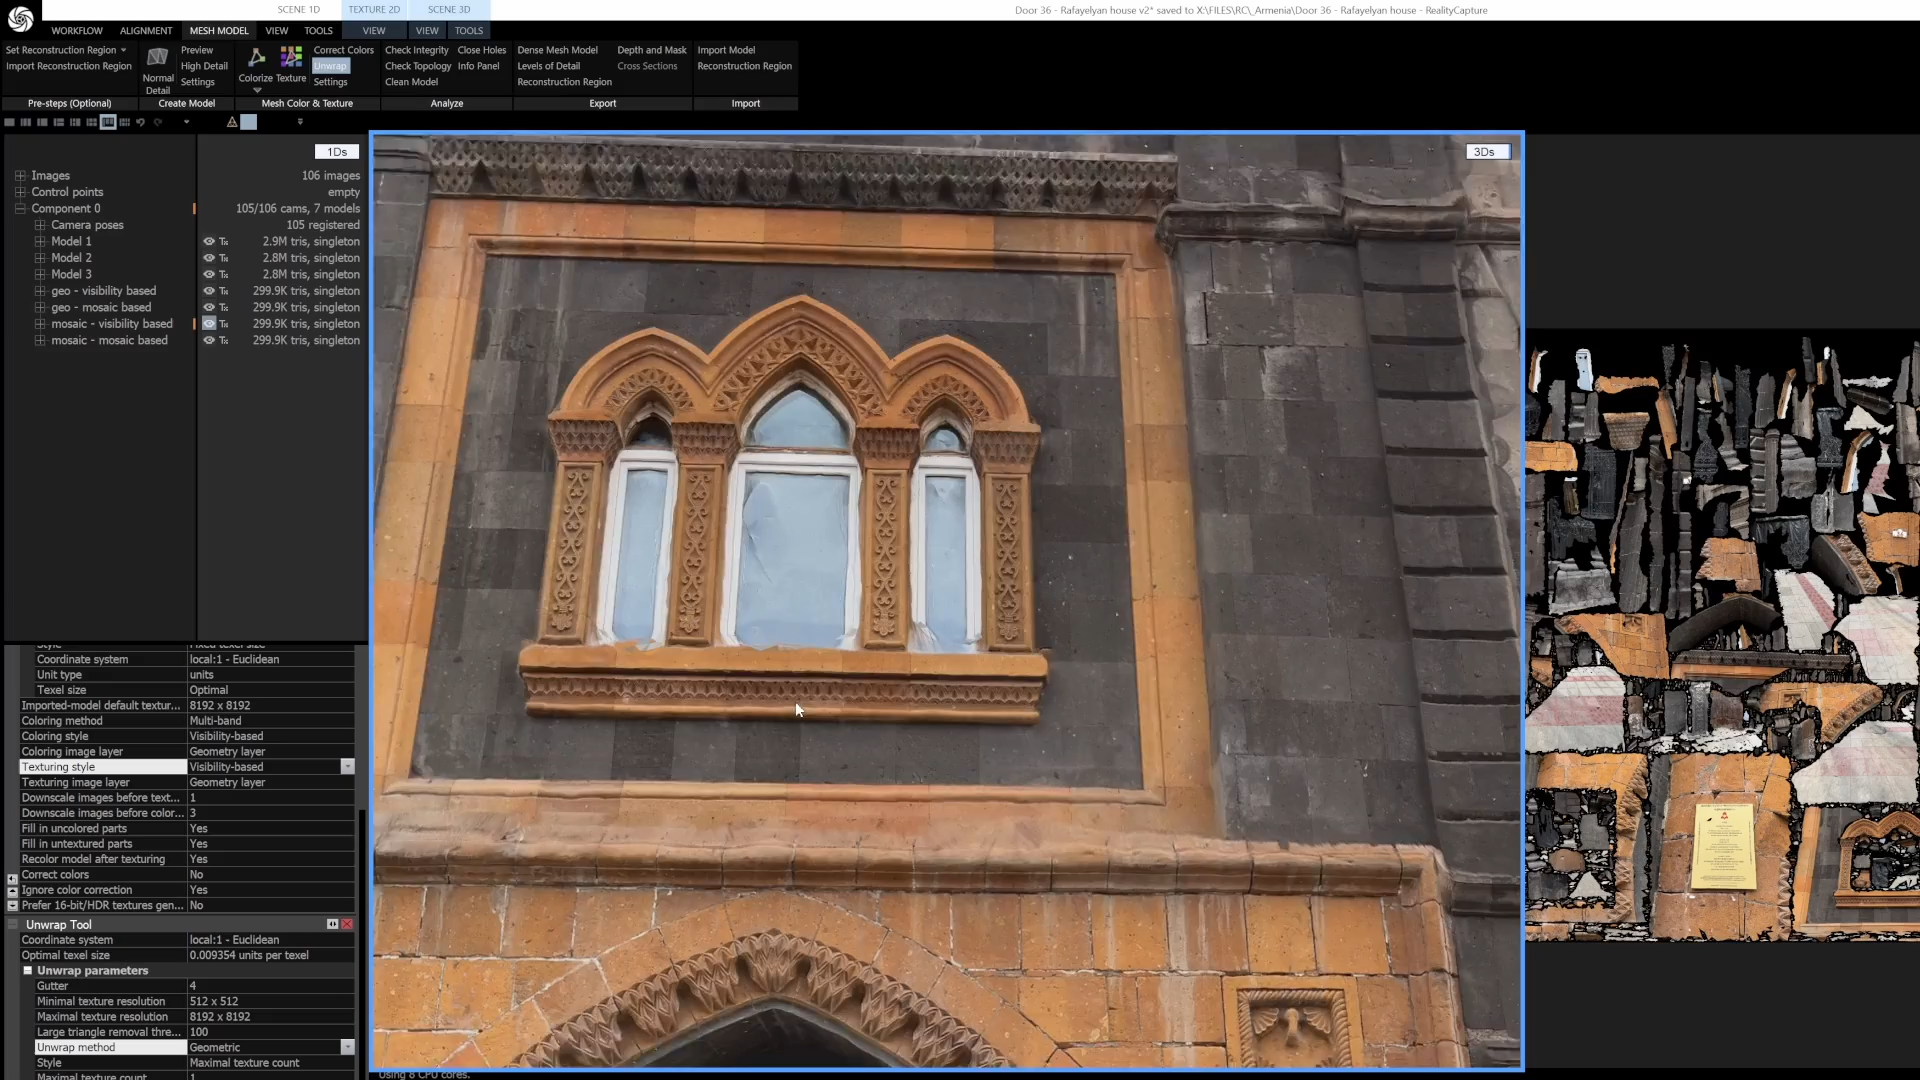 SCENE 1D
TEXTURE 2D
SCENE 3D
Door 36 - Rafayelyan house v2* saved to X:\FILES\RC\_Armenia\Door 36 - Rafayelyan house - RealityCapture
WORKFLOW
ALIGNMENT
MESH MODEL
VIEW
TOOLS
VIEW
VIEW
TOOLS
Set Reconstruction Region
Import Reconstruction Region
Pre-steps (Optional)
Normal
Detail
Preview
High Detail
Settings
Create Model
Colorize
Texture
Correct Colors
Unwrap
Settings
Mesh Color & Texture
Check Integrity
Check Topology
Clean Model
Close Holes
Info Panel
Analyze
Dense Mesh Model
Levels of Detail
Reconstruction Region
Depth and Mask
Cross Sections
Export
Import Model
Reconstruction Region
Import
1Ds
Images 106 images
Control points empty
Component 0 105/106 cams, 7 models
Camera poses 105 registered
Model 1 Tx 2.9M tris, singleton
Model 2 Tx 2.8M tris, singleton
Model 3 Tx 2.8M tris, singleton
geo - visibility based Tx 299.9K tris, singleton
geo - mosaic based Tx 299.9K tris, singleton
mosaic - visibility based Tx 299.9K tris, singleton
mosaic - mosaic based Tx 299.9K tris, singleton
3Ds
Style Fixed texel size
Coordinate system local:1 - Euclidean
Unit type units
Texel size Optimal
Imported-model default textur... 8192 x 8192
Coloring method Multi-band
Coloring style Visibility-based
Coloring image layer Geometry layer
Texturing style Visibility-based
Texturing image layer Geometry layer
Downscale images before text... 1
Downscale images before color... 3
Fill in uncolored parts Yes
Fill in untextured parts Yes
Recolor model after texturing Yes
Correct colors No
Ignore color correction Yes
Prefer 16-bit/HDR textures gen... No
Unwrap Tool
Coordinate system local:1 - Euclidean
Optimal texel size 0.009354 units per texel
Unwrap parameters
Gutter 4
Minimal texture resolution 512 x 512
Maximal texture resolution 8192 x 8192
Large triangle removal thre... 100
Unwrap method Geometric
Style Maximal texture count
Maximal texture count 1
Using 8 CPU cores.